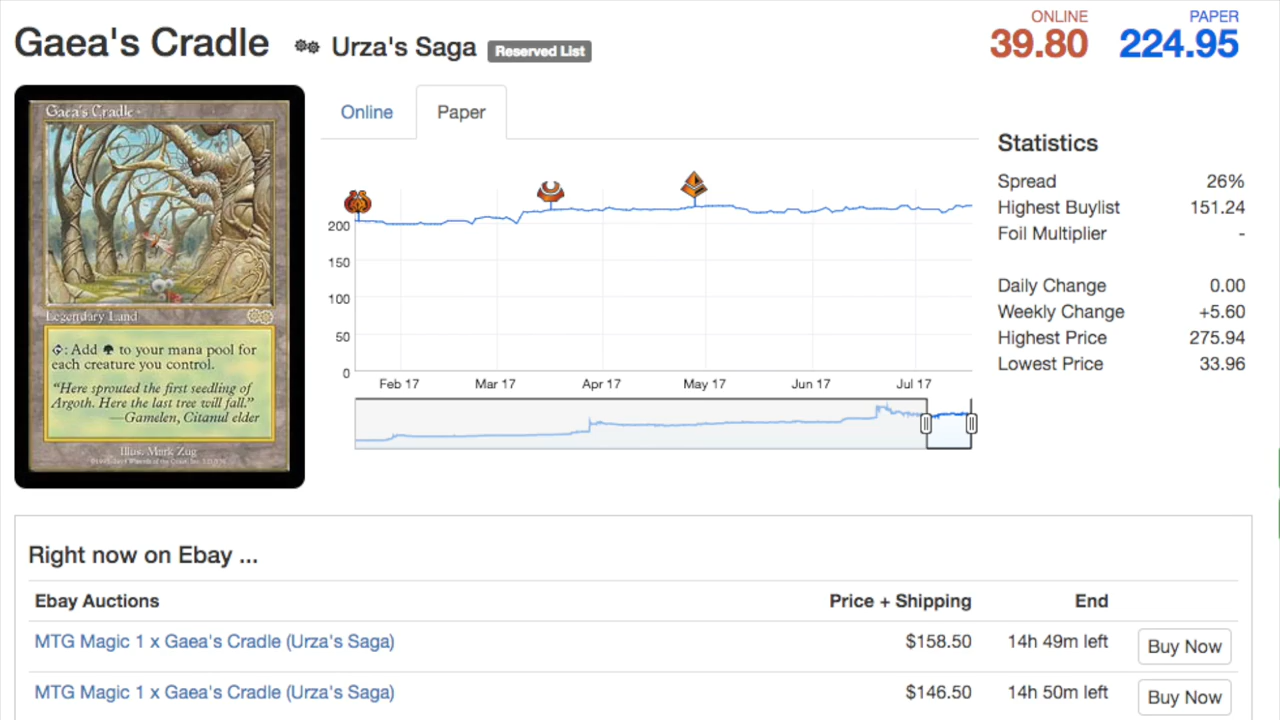 Gaea's Cradle Urza's Saga Reserved List
ONLINE PAPER
39.80 224.95
Gaea's Cradle
Legendary Land
: Add to your mana pool for
each creature you control.
"Here sprouted the first seedling of
Argoth. Here the last tree will fall."
—Gamelen, Citanul elder
Illus. Mark Zug
Online Paper
200
150
100
50
0
Feb 17 Mar 17 Apr 17 May 17 Jun 17 Jul 17
Statistics
Spread 26%
Highest Buylist 151.24
Foil Multiplier -
Daily Change 0.00
Weekly Change +5.60
Highest Price 275.94
Lowest Price 33.96
Right now on Ebay ...
Ebay Auctions Price + Shipping End
MTG Magic 1 x Gaea's Cradle (Urza's Saga) $158.50 14h 49m left Buy Now
MTG Magic 1 x Gaea's Cradle (Urza's Saga) $146.50 14h 50m left Buy Now